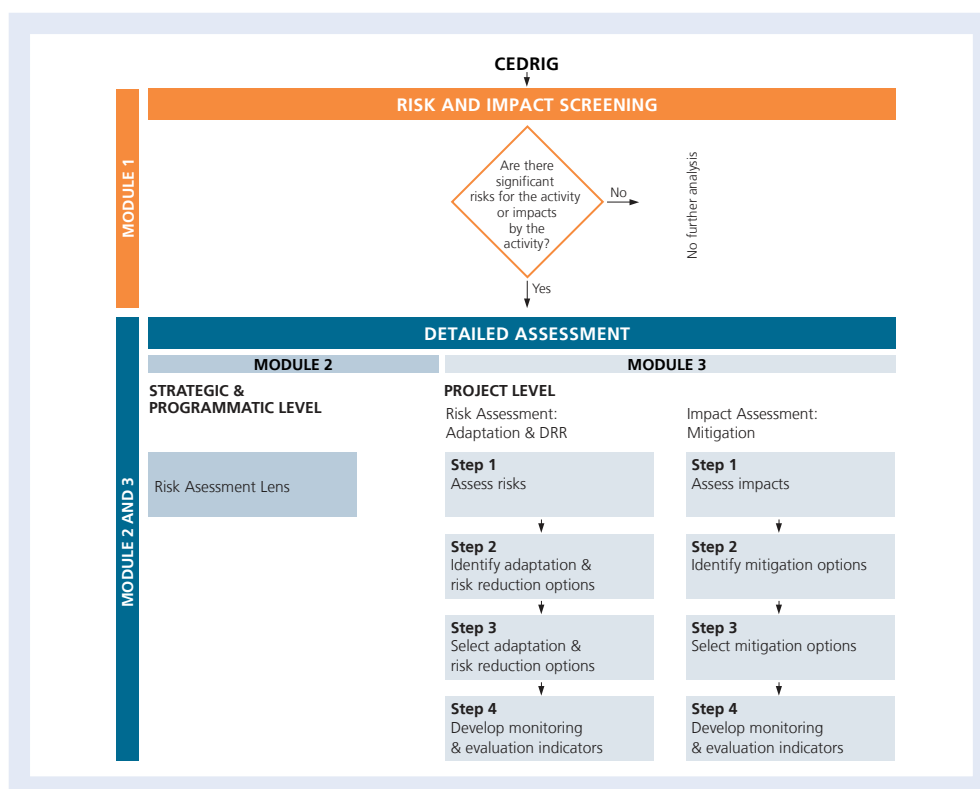 CEDRIG
RISK AND IMPACT SCREENING
MODULE 1
Are there
significant
risks for the activity
or impacts
by the
activity?
No
No further analysis
Yes
DETAILED ASSESSMENT
MODULE 2 AND 3
MODULE 2
STRATEGIC &
PROGRAMMATIC LEVEL
Risk Asessment Lens
MODULE 3
PROJECT LEVEL
Risk Assessment:
Adaptation & DRR
Step 1
Assess risks
Step 2
Identify adaptation &
risk reduction options
Step 3
Select adaptation &
risk reduction options
Step 4
Develop monitoring
& evaluation indicators
Impact Assessment:
Mitigation
Step 1
Assess impacts
Step 2
Identify mitigation options
Step 3
Select mitigation options
Step 4
Develop monitoring
& evaluation indicators